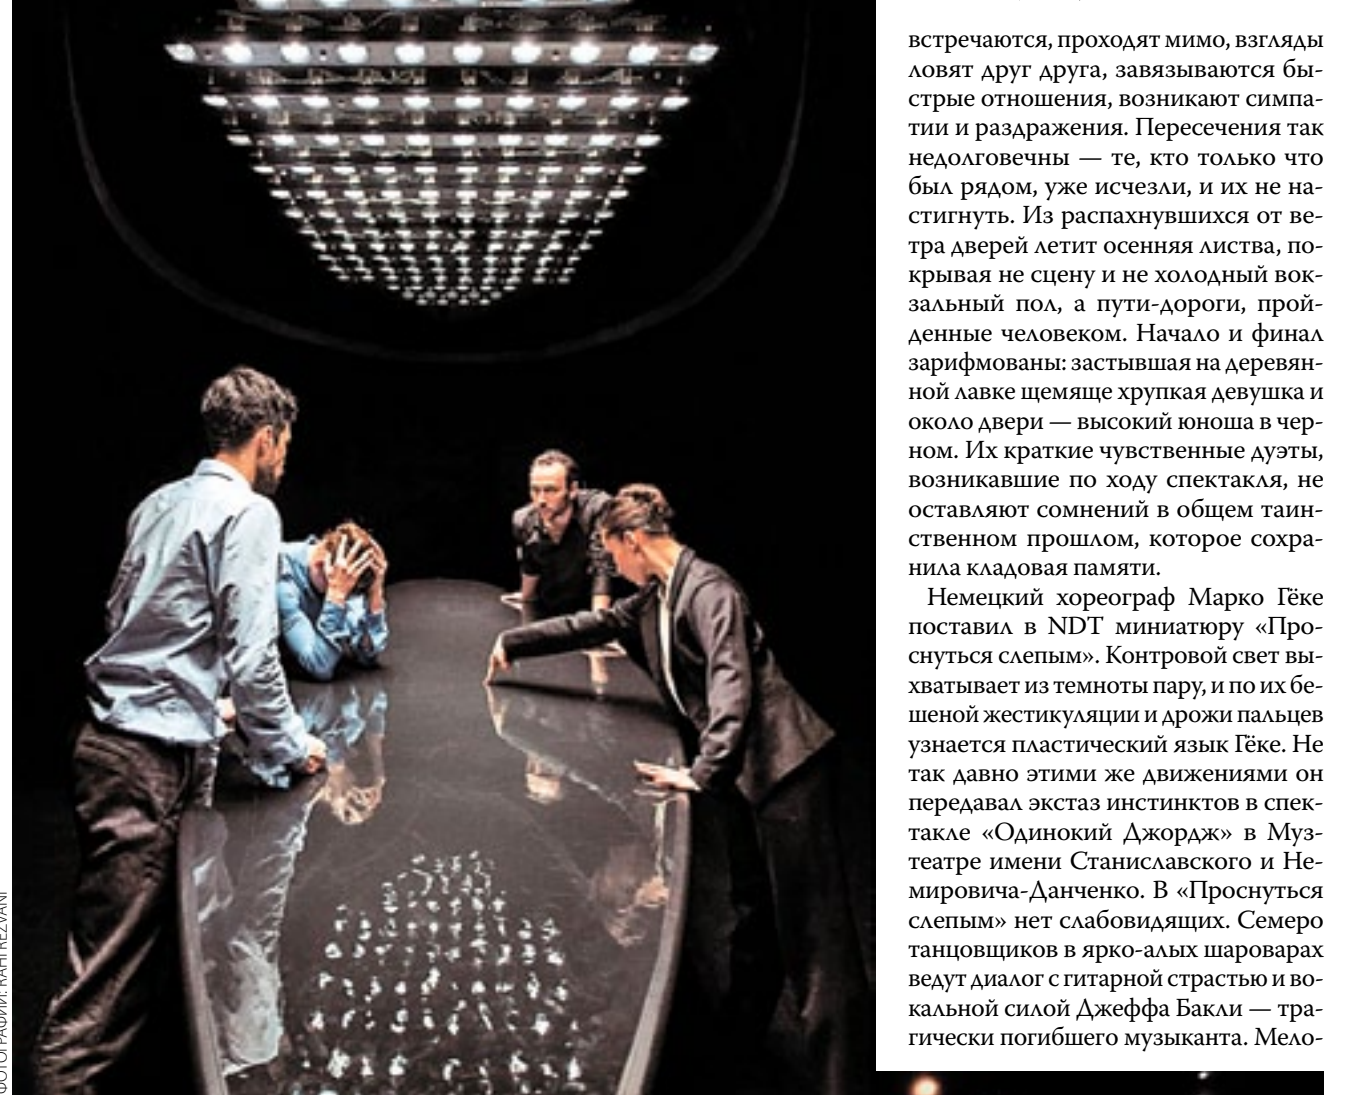 встречаются, проходят мимо, взгляды
ловят друг друга, завязываются бы-
стрые отношения, возникают симпа-
тии и раздражения. Пересечения так
недолговечны — те, кто только что
был рядом, уже исчезли, и их не на-
стигнуть. Из распахнувшихся от ве-
тра дверей летит осенняя листва, по-
крывая не сцену и не холодный вок-
зальный пол, а пути-дороги, прой-
денные человеком. Начало и финал
зарифмованы: застывшая на деревян-
ной лавке щемяще хрупкая девушка и
около двери — высокий юноша в чер-
ном. Их краткие чувственные дуэты,
возникавшие по ходу спектакля, не
оставляют сомнений в общем таин-
ственном прошлом, которое сохра-
нила кладовая памяти.
Немецкий хореограф Марко Гёке
поставил в NDT миниатюру «Про-
снуться слепым». Контровой свет вы-
хватывает из темноты пару, и по их бе-
шеной жестикуляции и дрожи пальцев
узнается пластический язык Гёке. Не
так давно этими же движениями он
передавал экстаз инстинктов в спек-
такле «Одинокий Джордж» в Муз-
театре имени Станиславского и Не-
мировича-Данченко. В «Проснуться
слепым» нет слабовидящих. Семеро
танцовщиков в ярко-алых шароварах
ведут диалог с гитарной страстью и во-
кальной силой Джеффа Бакли — тра-
гически погибшего музыканта. Мело-
ФОТОГРАФИИ: RAHI REZVANI